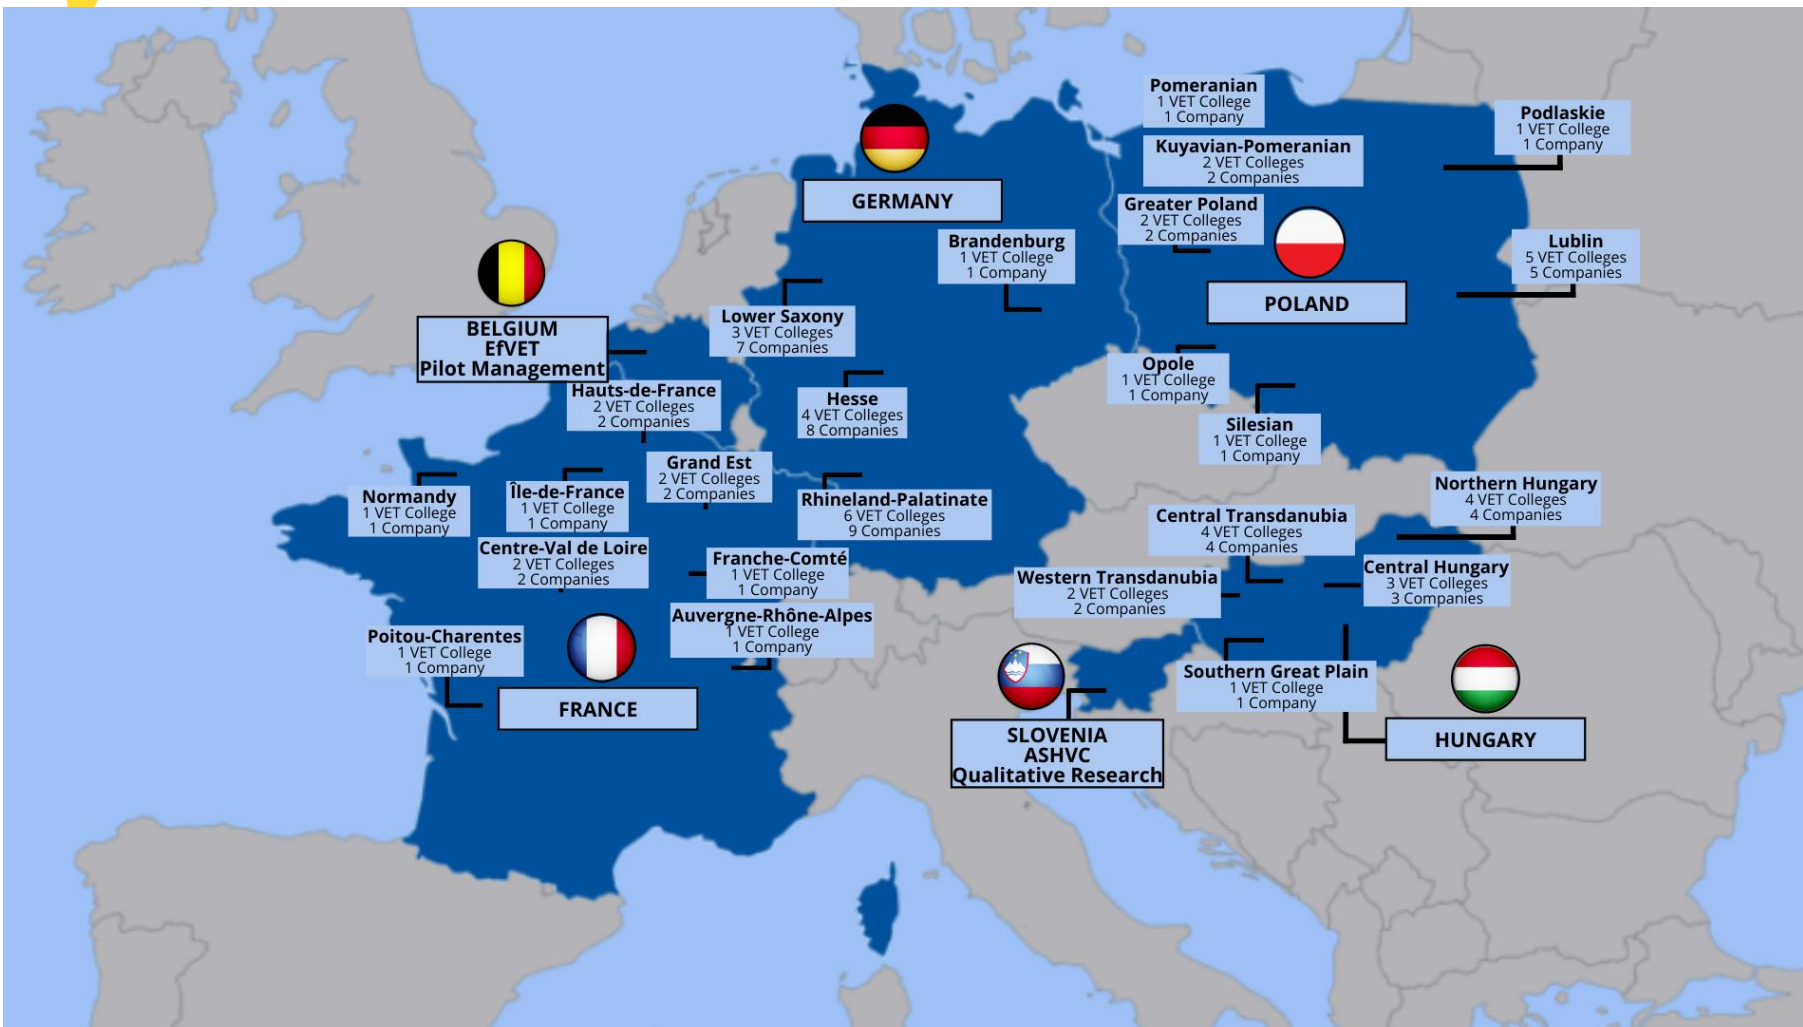 Pomeranian
1 VET College
1 Company
Podlaskie
1 VET College
1 Company
Kuyavian-Pomeranian
2 VET Colleges
2 Companies
GERMANY
Greater Poland
2 VET Colleges
2 Companies
Brandenburg
1 VET College
1 Company
Lublin
5 VET Colleges
5 Companies
POLAND
BELGIUM
EfVET
Pilot Management
Lower Saxony
3 VET Colleges
7 Companies
Opole
1 VET College
1 Company
Hauts-de-France
2 VET Colleges
2 Companies
Hesse
4 VET Colleges
8 Companies
Silesian
1 VET College
1 Company
Grand Est
2 VET Colleges
2 Companies
Normandy
1 VET College
1 Company
Île-de-France
1 VET College
1 Company
Rhineland-Palatinate
6 VET Colleges
9 Companies
Northern Hungary
4 VET Colleges
4 Companies
Central Transdanubia
4 VET Colleges
4 Companies
Centre-Val de Loire
2 VET Colleges
2 Companies
Franche-Comté
1 VET College
1 Company
Western Transdanubia
2 VET Colleges
2 Companies
Central Hungary
3 VET Colleges
3 Companies
Auvergne-Rhône-Alpes
1 VET College
1 Company
Poitou-Charentes
1 VET College
1 Company
Southern Great Plain
1 VET College
1 Company
FRANCE
SLOVENIA
ASHVC
Qualitative Research
HUNGARY